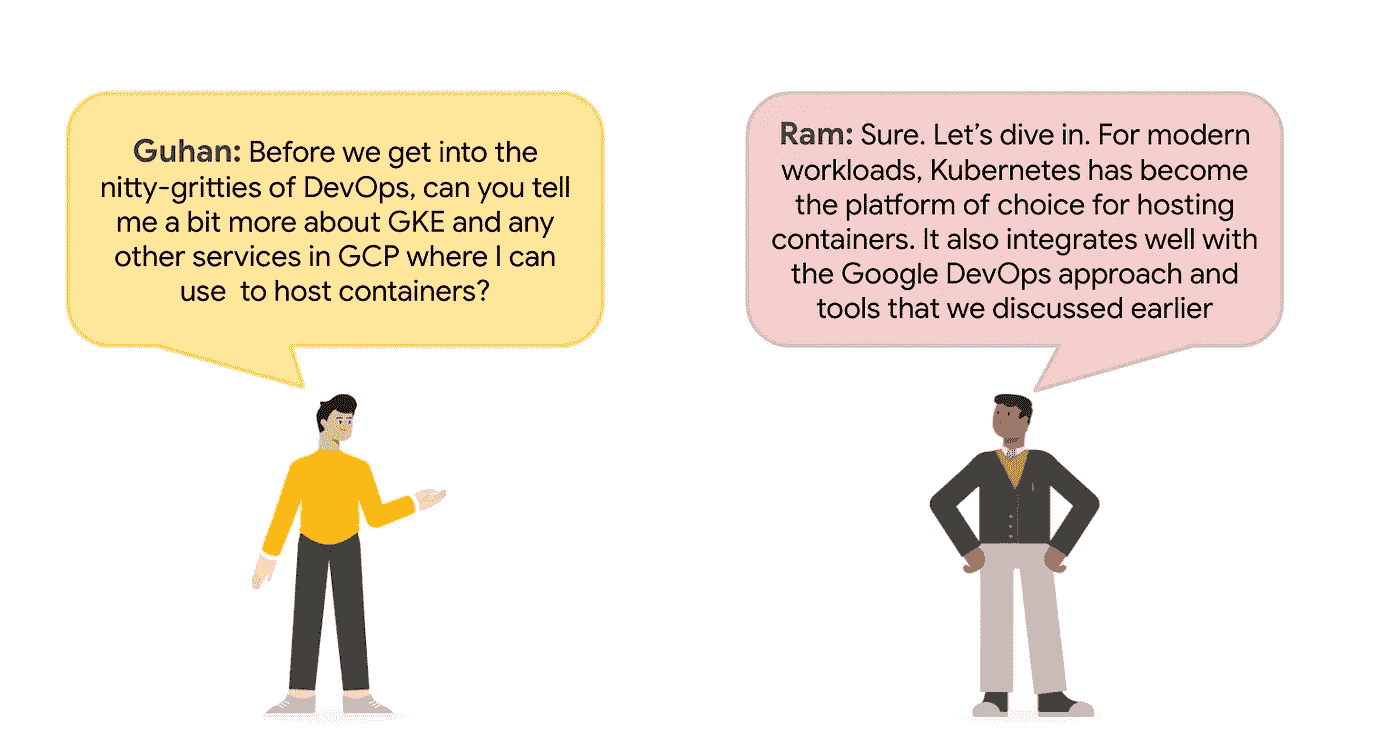 Guhan: Before we get into the
nitty-gritties of DevOps, can you tell
me a bit more about GKE and any
other services in GCP where I can
use  to host containers?
Ram: Sure. Let’s dive in. For modern
workloads, Kubernetes has become
the platform of choice for hosting
containers. It also integrates well with
the Google DevOps approach and
tools that we discussed earlier